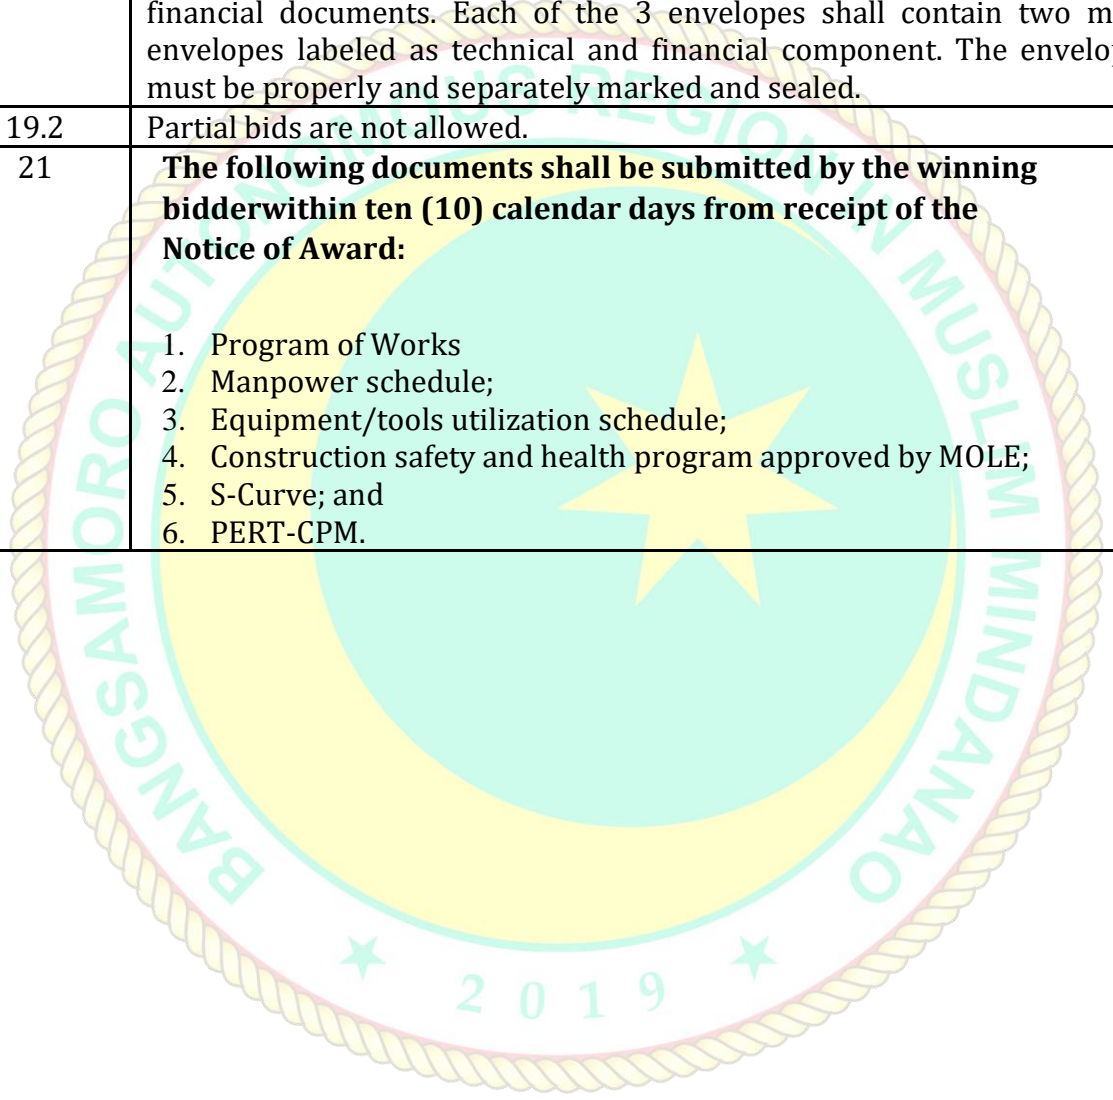 financial documents. Each of the 3 envelopes shall contain two
envelopes labeled as technical and financial component. The
must be properly and separately marked and sealed.
19.2 Partial bids are not allowed.
21 The following documents shall be submitted by the winning
bidderwithin ten (10) calendar days from receipt of the
Notice of Award:
1. Program of Works
2. Manpower schedule;
3. Equipment/tools utilization schedule;
4. Construction safety and health program approved by MOLE;
5. S-Curve; and
6. PERT-CPM.
BANGSAMORO AUTONOMOUS REGION IN MUSLIM MINDANAO
2019